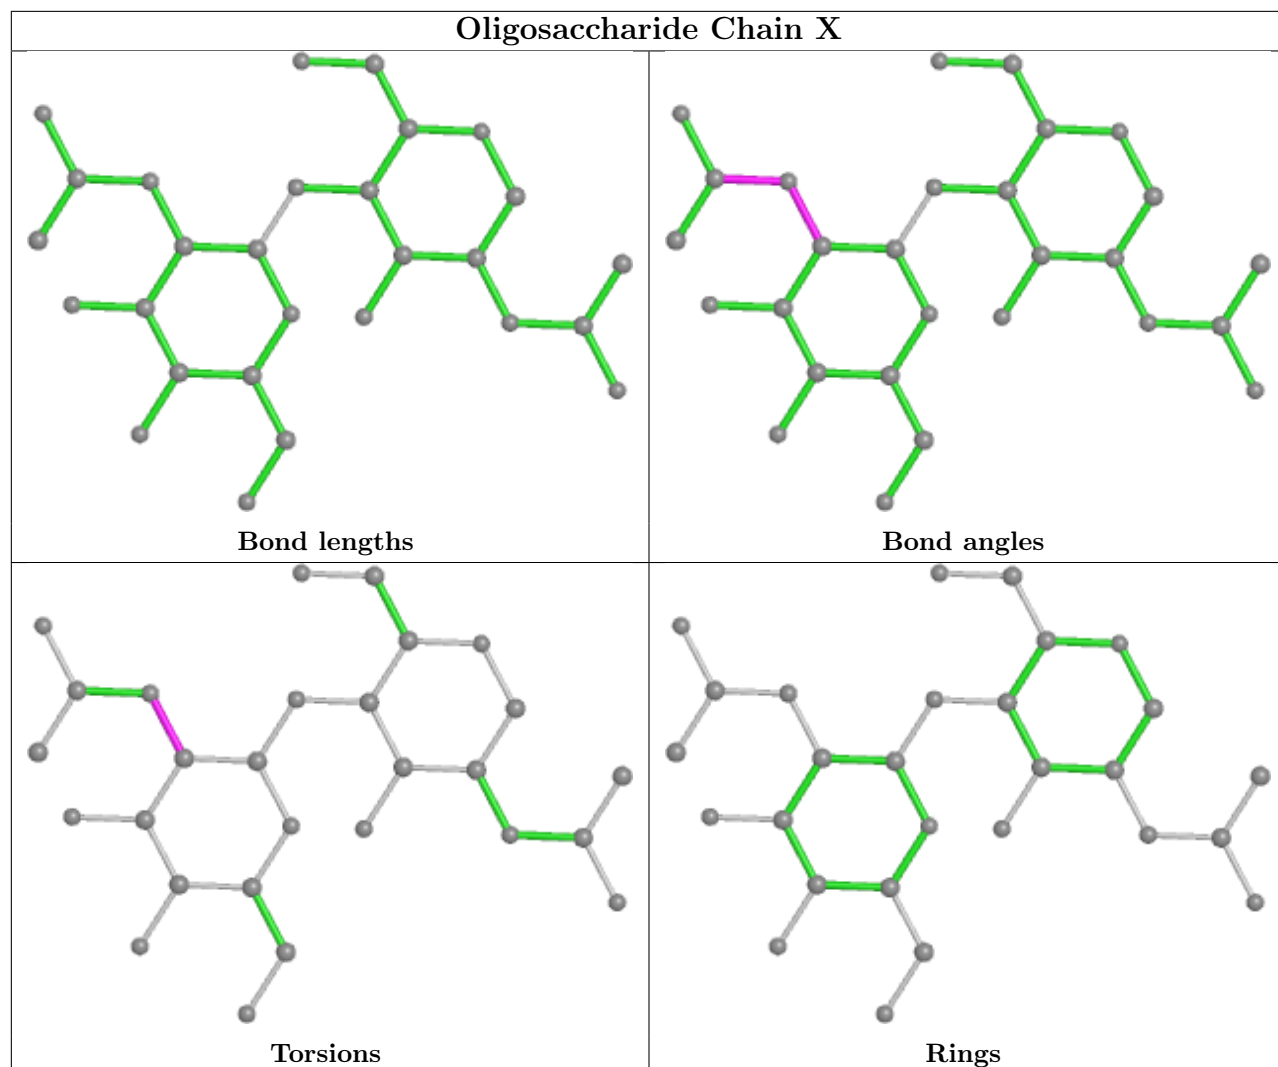 Oligosaccharide Chain X
Bond lengths
Bond angles
Torsions
Rings